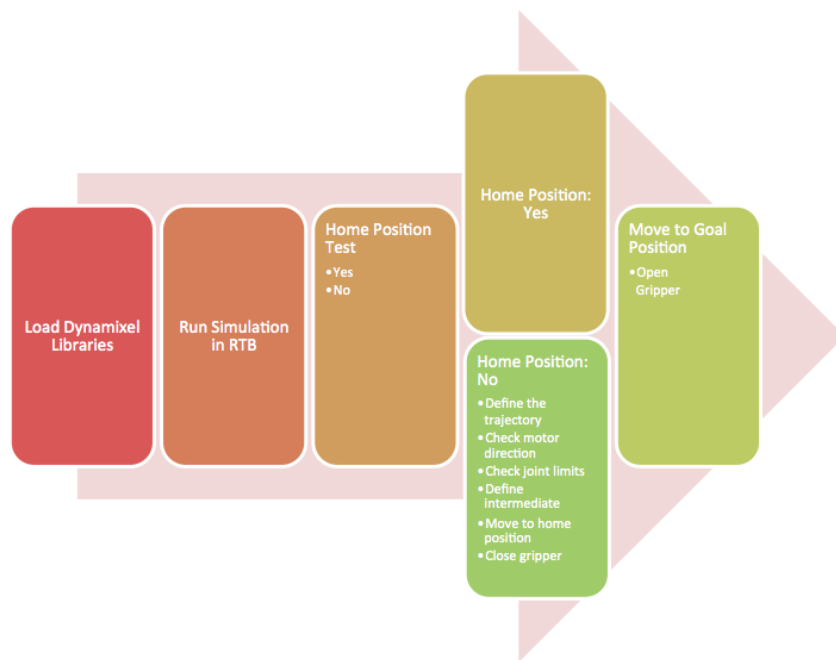 Load Dynamixel
Libraries
Run Simulation
in RTB
Home Position
Test
•Yes
•No
Home Position:
Yes
Home Position:
No
•Define the
trajectory
•Check motor
direction
•Check joint limits
•Define
intermediate
•Move to home
position
•Close gripper
Move to Goal
Position
•Open
Gripper